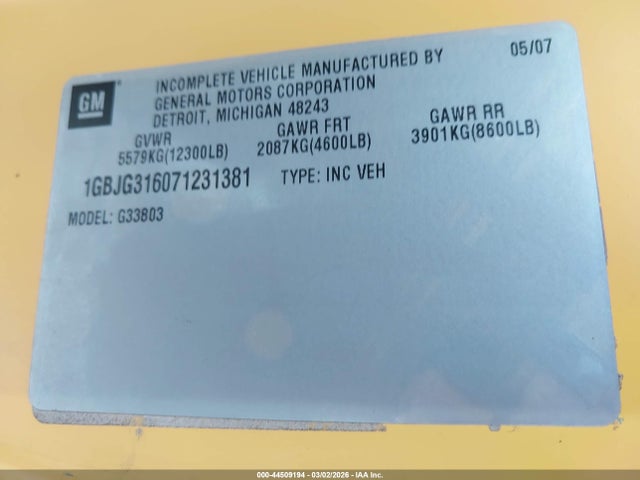 GM
INCOMPLETE VEHICLE MANUFACTURED BY
GENERAL MOTORS CORPORATION
DETROIT, MICHIGAN 48243
05/07
GVWR
5579KG(12300LB)
GAWR FRT
2087KG(4600LB)
GAWR RR
3901KG(8600LB)
1GBJG316071231381 TYPE: INC VEH
MODEL: G33803
000-44509194 - 03/02/2026 - IAA Inc.